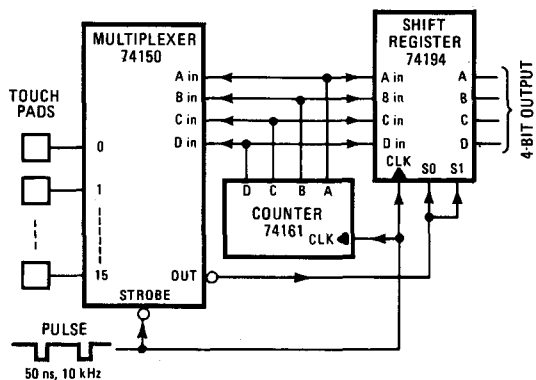 MULTIPLEXER
74150
SHIFT
REGISTER
74194
TOUCH
PADS
A in
B in
C in
D in
A in
B in
C in
D in
CLK
S0
S1
A
B
C
D
4-BIT OUTPUT
0
1
15
D C B A
COUNTER
74161
CLK
OUT
STROBE
PULSE
50 ns, 10 kHz